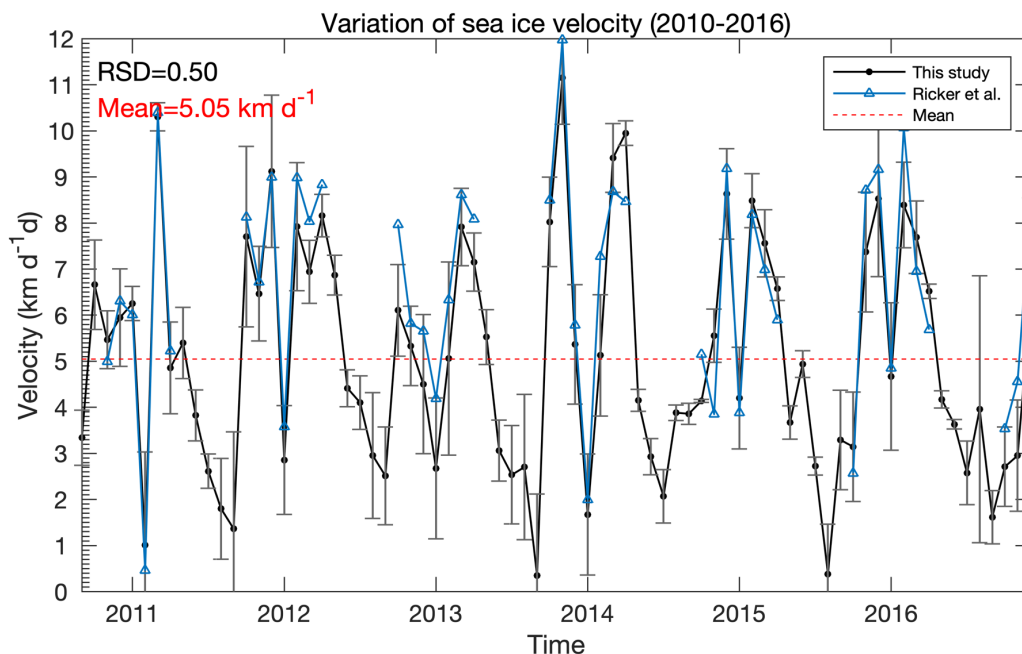 Variation of sea ice velocity (2010-2016)
RSD=0.50
Mean=5.05 km d⁻¹
This study
Ricker et al.
Mean
Velocity (km d⁻¹d)
12
11
10
9
8
7
6
5
4
3
2
1
0
2011 2012 2013 2014 2015 2016
Time